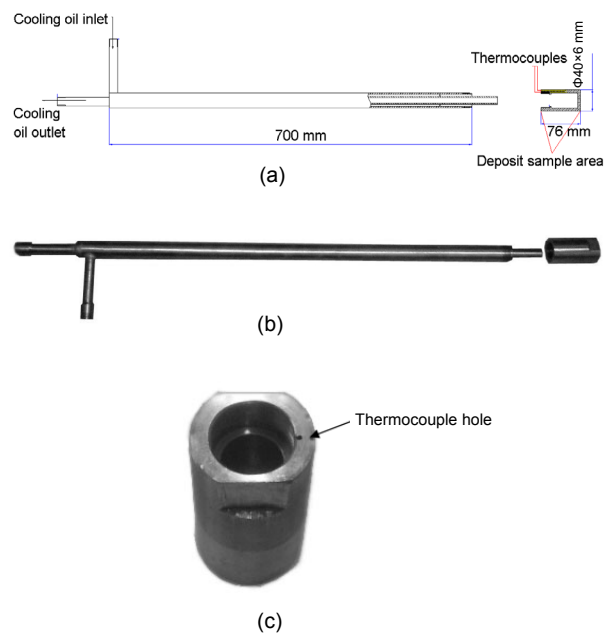 Cooling oil inlet
Thermocouples
Φ40×6 mm
Cooling
oil outlet
700 mm
76 mm
Deposit sample area
(a)
(b)
Thermocouple hole
(c)